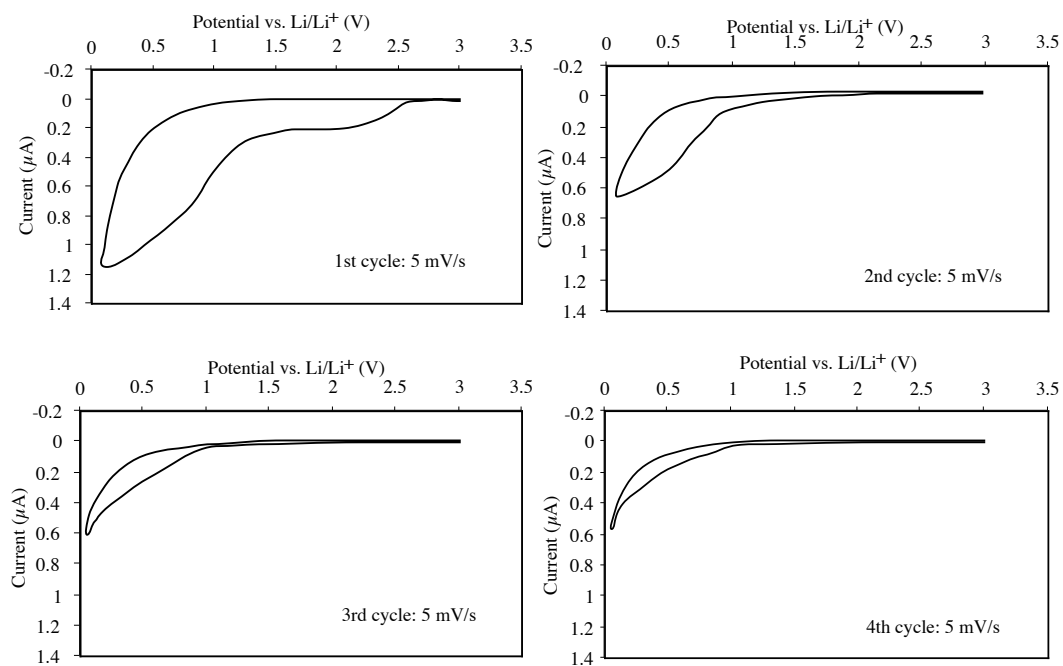 Potential vs. Li/Li+ (V)
0 0.5 1 1.5 2 2.5 3 3.5
-0.2
0
0.2
0.4
0.6
0.8
1
1.2
1.4
Current (µA)
1st cycle: 5 mV/s
Potential vs. Li/Li+ (V)
0 0.5 1 1.5 2 2.5 3 3.5
-0.2
0
0.2
0.4
0.6
0.8
1
1.2
1.4
Current (µA)
2nd cycle: 5 mV/s
Potential vs. Li/Li+ (V)
0 0.5 1 1.5 2 2.5 3 3.5
-0.2
0
0.2
0.4
0.6
0.8
1
1.2
1.4
Current (µA)
3rd cycle: 5 mV/s
Potential vs. Li/Li+ (V)
0 0.5 1 1.5 2 2.5 3 3.5
-0.2
0
0.2
0.4
0.6
0.8
1
1.2
1.4
Current (µA)
4th cycle: 5 mV/s